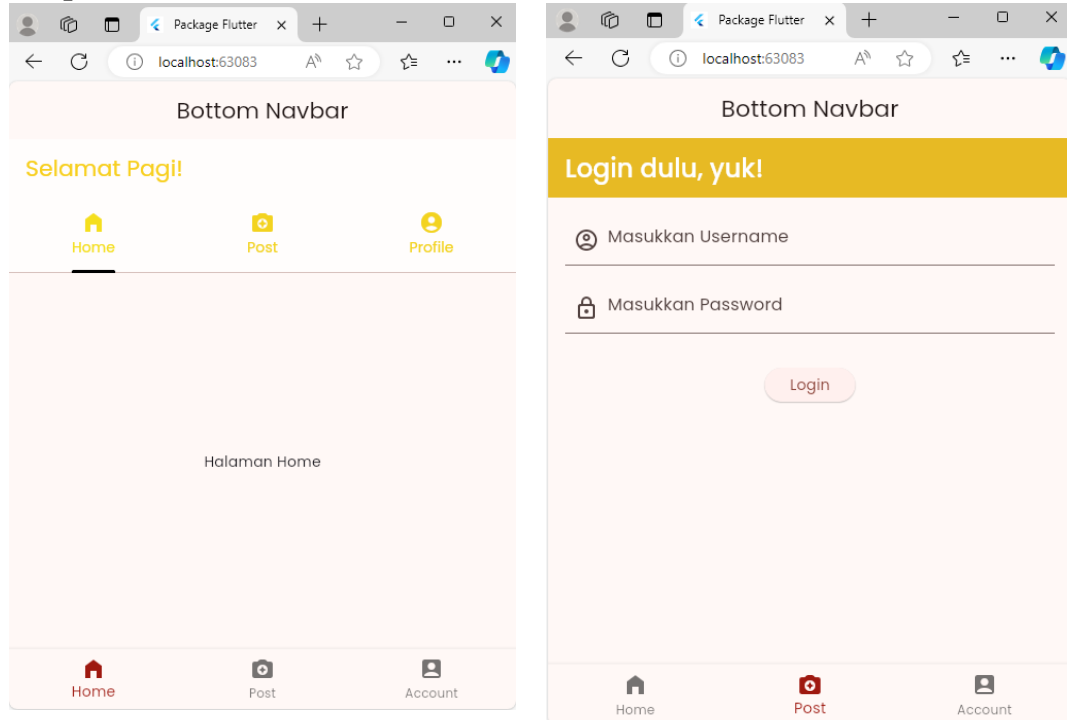 Package Flutter
localhost:63083
Bottom Navbar
Selamat Pagi!
Home
Post
Profile
Halaman Home
Home
Post
Account
Package Flutter
localhost:63083
Bottom Navbar
Login dulu, yuk!
Masukkan Username
Masukkan Password
Login
Home
Post
Account